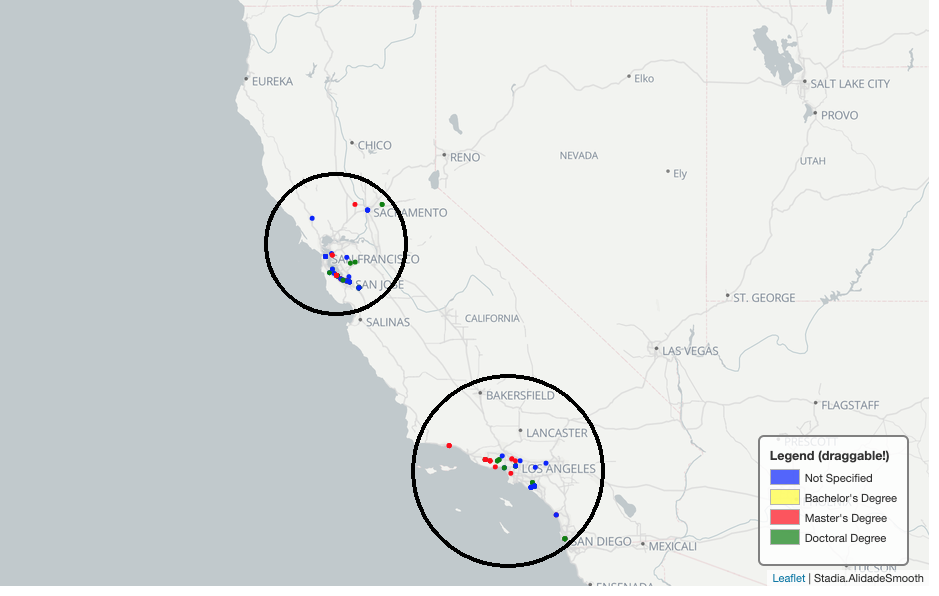 EUREKA
Elko
SALT LAKE CITY
PROVO
CHICO
RENO
NEVADA
UTAH
Ely
SACRAMENTO
SAN FRANCISCO
SAN JOSE
ST. GEORGE
SALINAS
CALIFORNIA
LAS VEGAS
BAKERSFIELD
FLAGSTAFF
LANCASTER
PRESCOTT
LOS ANGELES
Legend (draggable!)
Not Specified
Bachelor's Degree
Master's Degree
Doctoral Degree
SAN DIEGO
MEXICALI
TUCSON
Leaflet | Stadia.AlidadeSmooth
ENSENADA